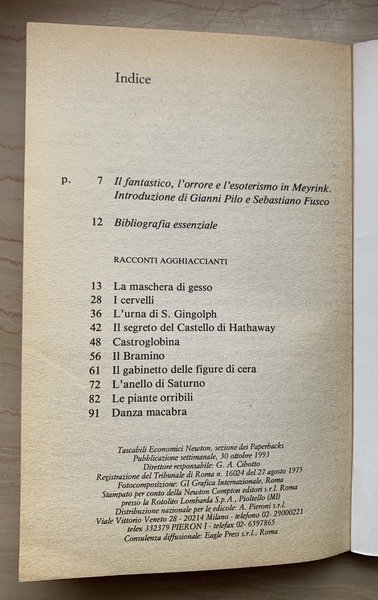 Indice
p. 7 Il fantastico, l'orrore e l'esoterismo in Meyrink.
Introduzione di Gianni Pilo e Sebastiano Fusco
12 Bibliografia essenziale
RACCONTI AGGHIACCIANTI
13 La maschera di gesso
28 I cervelli
36 L'urna di S. Gingolph
42 Il segreto del Castello di Hathaway
48 Castroglobina
56 Il Bramino
61 Il gabinetto delle figure di cera
72 L'anello di Saturno
82 Le piante orribili
91 Danza macabra
Tascabili Economici Newton, sezione dei Paperbacks
Pubblicazione settimanale, 30 ottobre 1993
Direttore responsabile: G. A. Cibotto
Registrazione del Tribunale di Roma n. 16024 del 27 agosto 1975
Fotocomposizione: GI Grafica Internazionale, Roma
Stampato per conto della Newton Compton editori s.r.l. Roma
presso la Rotolito Lombarda S.p.A., Pioltello (MI)
Distribuzione nazionale per le edicole: A. Pieroni s.r.l.
Viale Vittorio Veneto 28 - 20214 Milano - telefono 02- 29000221
telex 332379 PIERON I - telefax 02- 6597865
Consulenza diffusionale: Eagle Press s.r.l., Roma